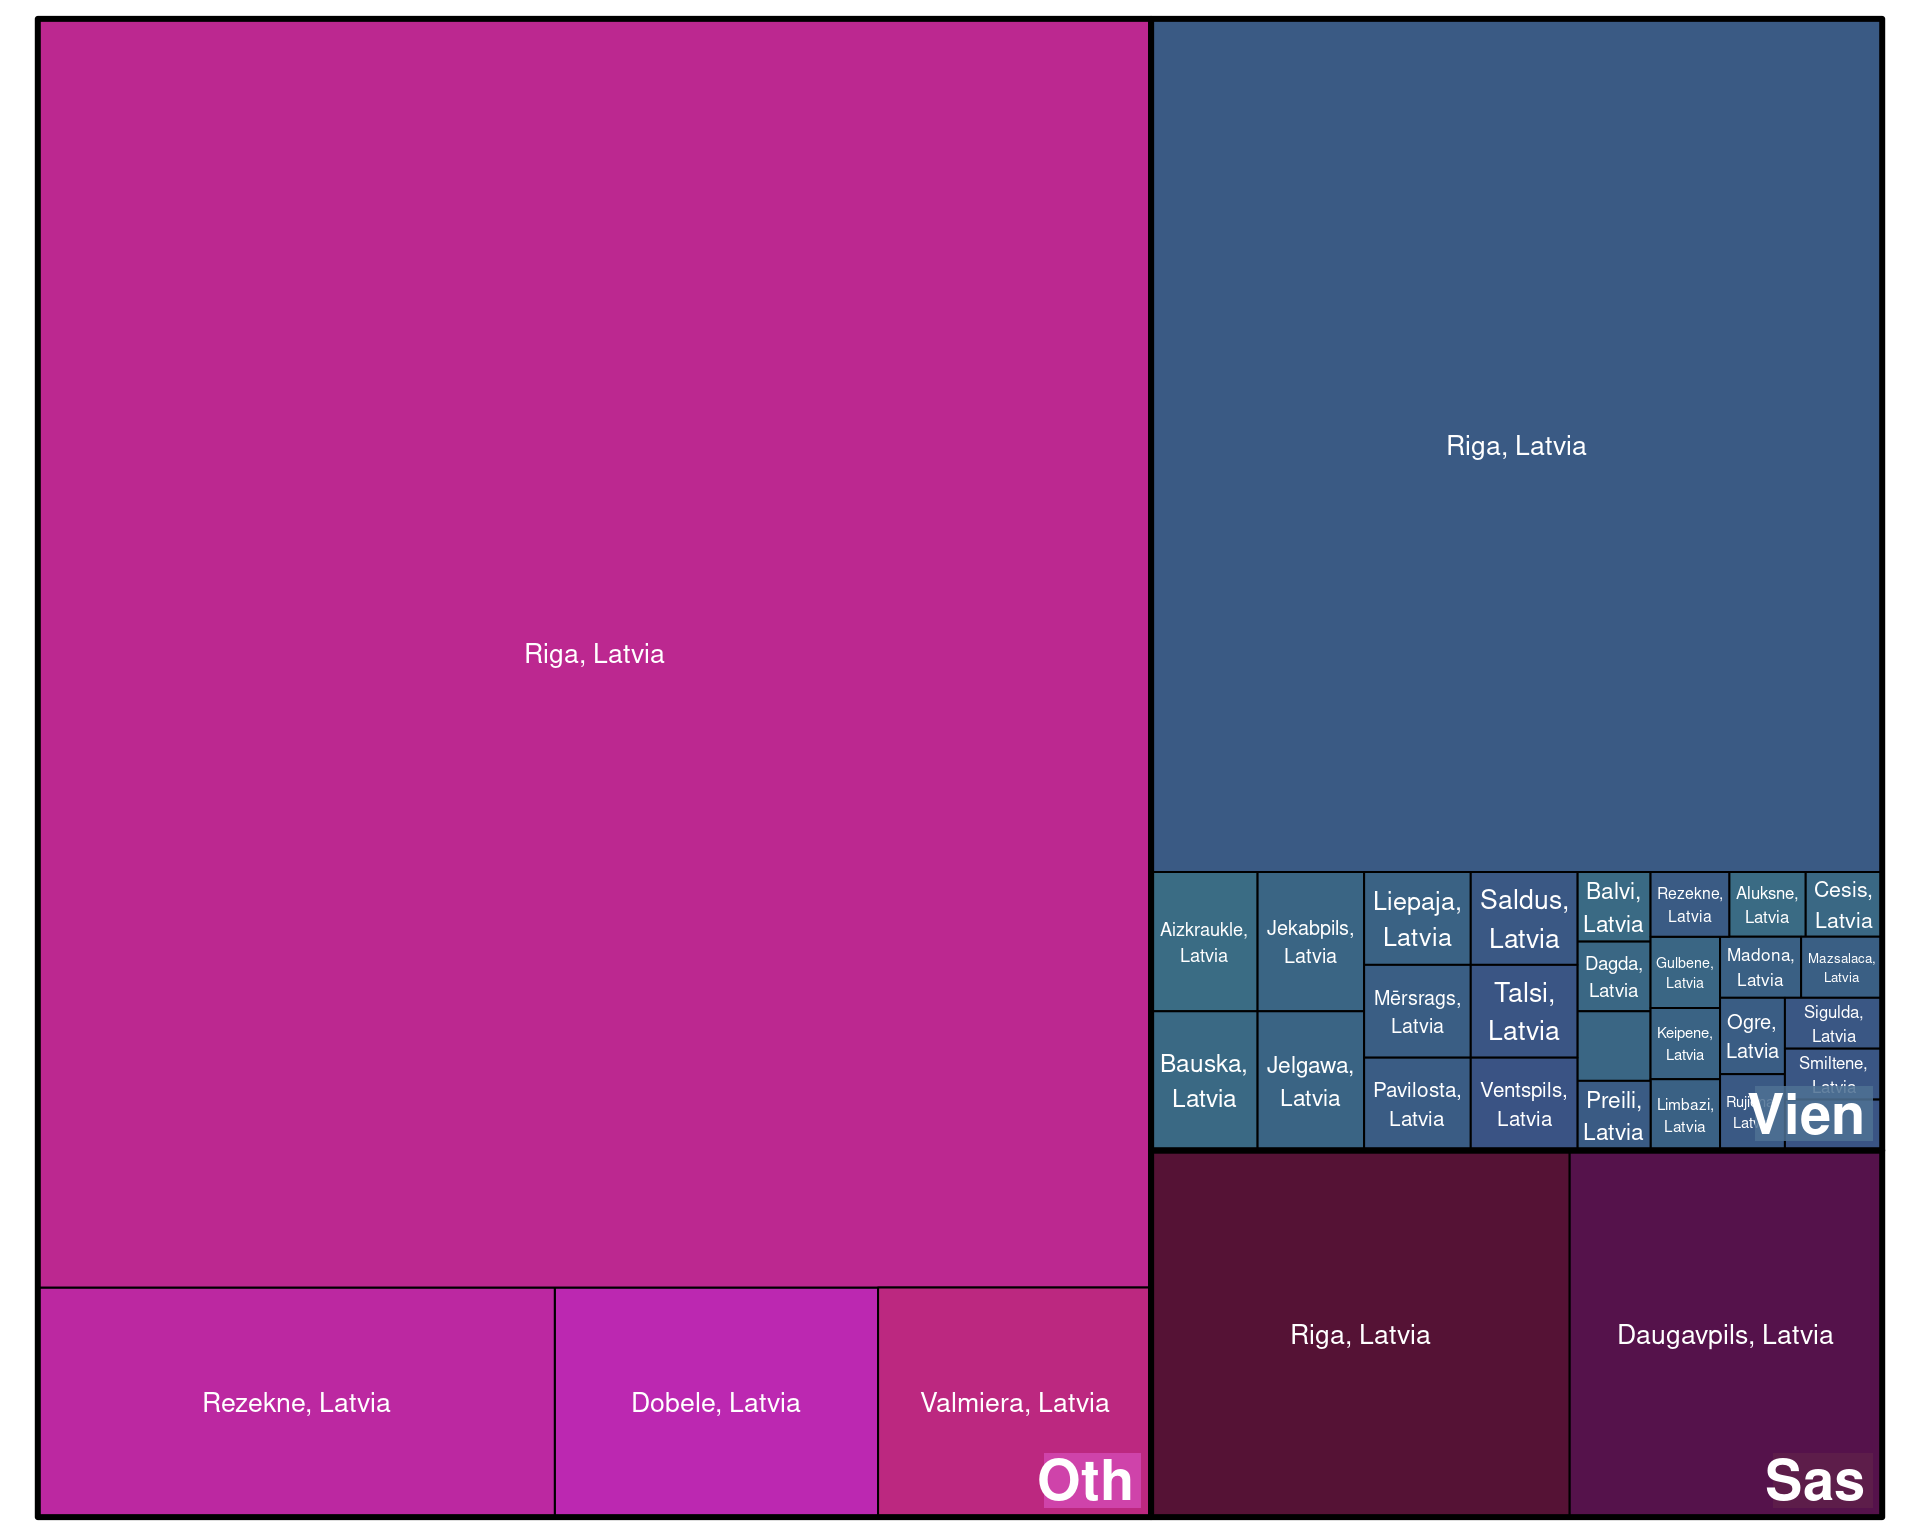 Riga, Latvia
Rezekne, Latvia
Dobele, Latvia
Valmiera, Latvia
Oth
Riga, Latvia
Aizkraukle,
Latvia
Bauska,
Latvia
Jekabpils,
Latvia
Jelgawa,
Latvia
Liepaja,
Latvia
Mērsrags,
Latvia
Pavilosta,
Latvia
Saldus,
Latvia
Talsi,
Latvia
Ventspils,
Latvia
Balvi,
Latvia
Dagda,
Latvia
Preili,
Latvia
Rezekne,
Latvia
Aluksne,
Latvia
Cesis,
Latvia
Gulbene,
Latvia
Keipene,
Latvia
Limbazi,
Latvia
Madona,
Latvia
Mazsalaca,
Latvia
Ogre,
Latvia
Sigulda,
Latvia
Smiltene,
Latvia
Vien
Riga, Latvia
Daugavpils, Latvia
Sas